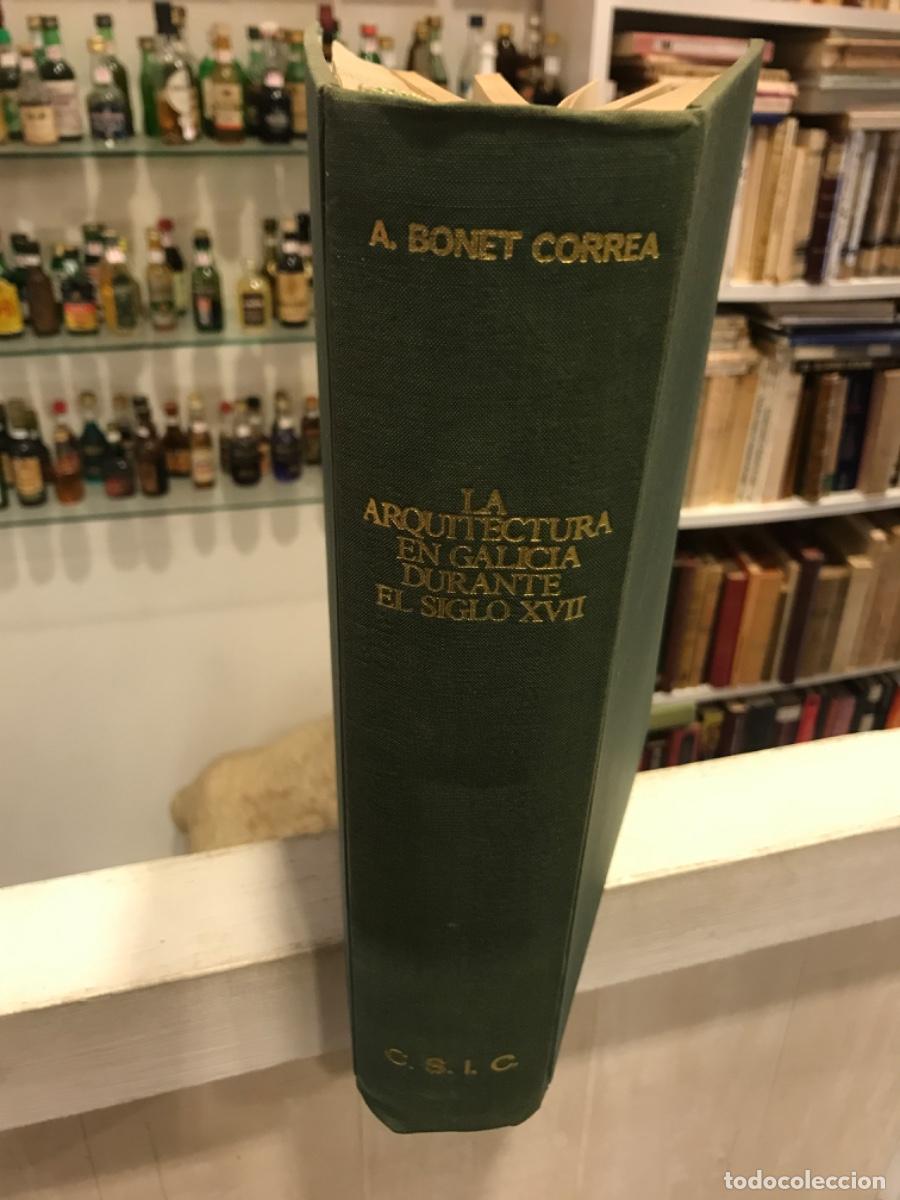 A. BONET CORREA
LA
ARQUITECTURA
EN GALICIA
DURANTE
EL SIGLO XVII
C. S. I. C.
todocoleccion